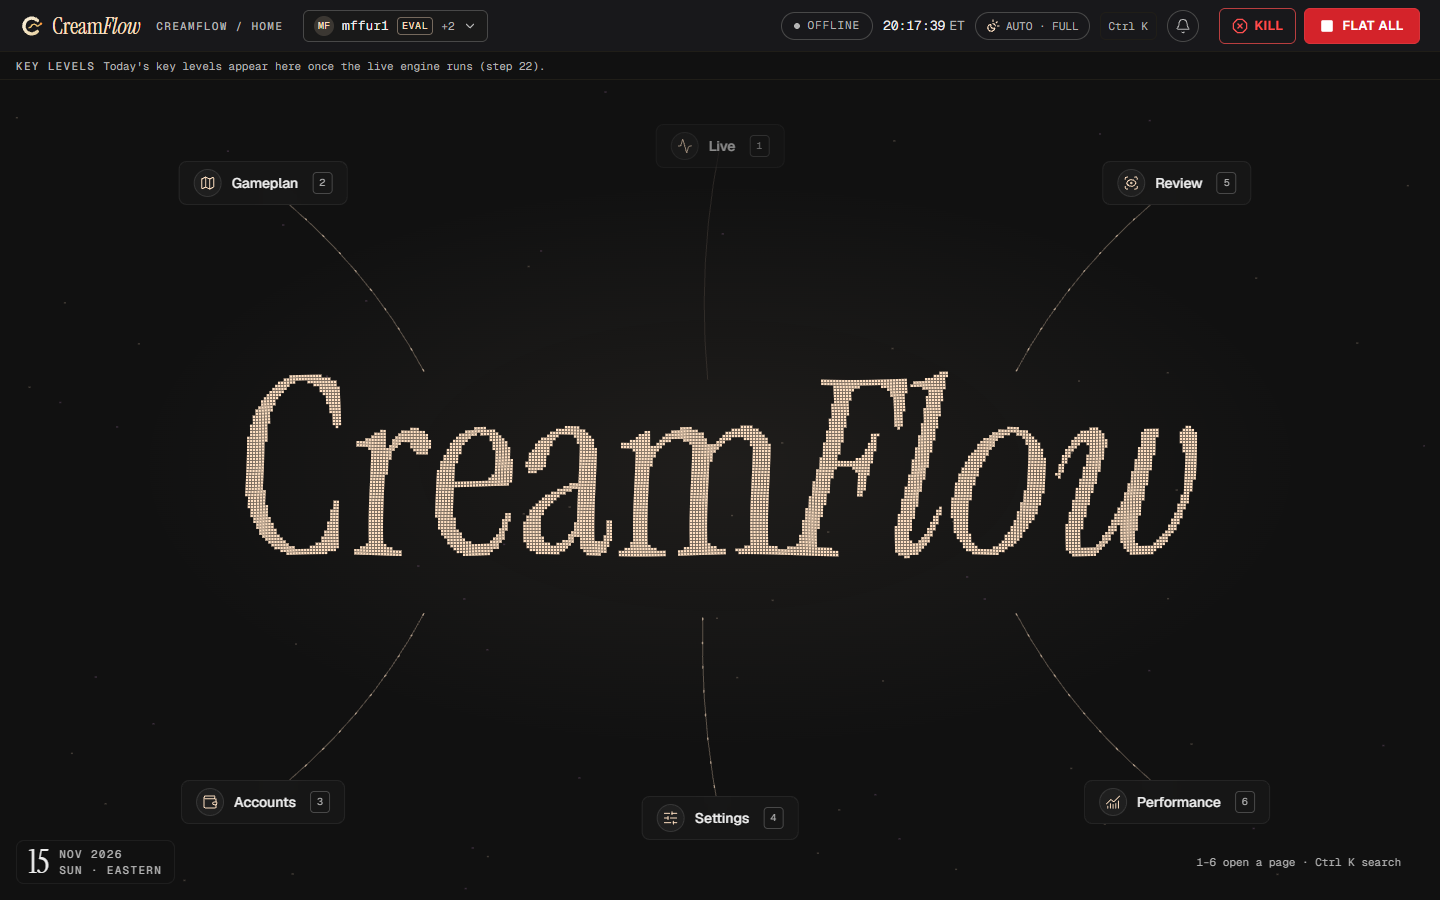 CreamFlow CREAMFLOW / HOME MF mffur1 EVAL +2 OFFLINE 20:17:39 ET AUTO · FULL Ctrl K KILL FLAT ALL
KEY LEVELS Today's key levels appear here once the live engine runs (step 22).
Live 1
Gameplan 2
Review 5
CreamFlow
Accounts 3
Settings 4
Performance 6
15 NOV 2026
SUN · EASTERN
1-6 open a page · Ctrl K search